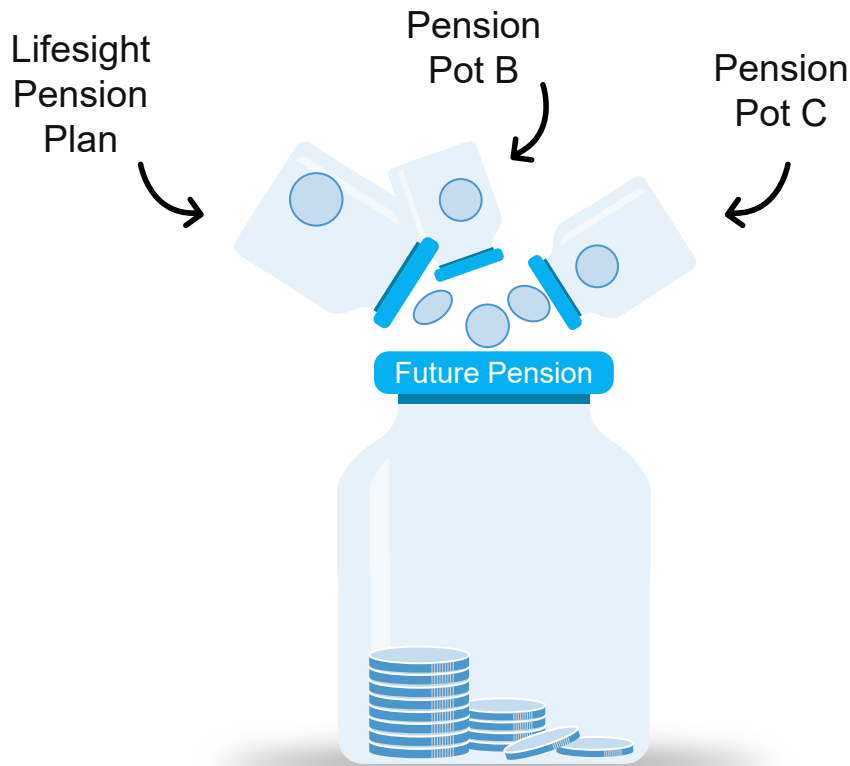 Lifesight
Pension
Plan
Pension
Pot B
Pension
Pot C
Future Pension